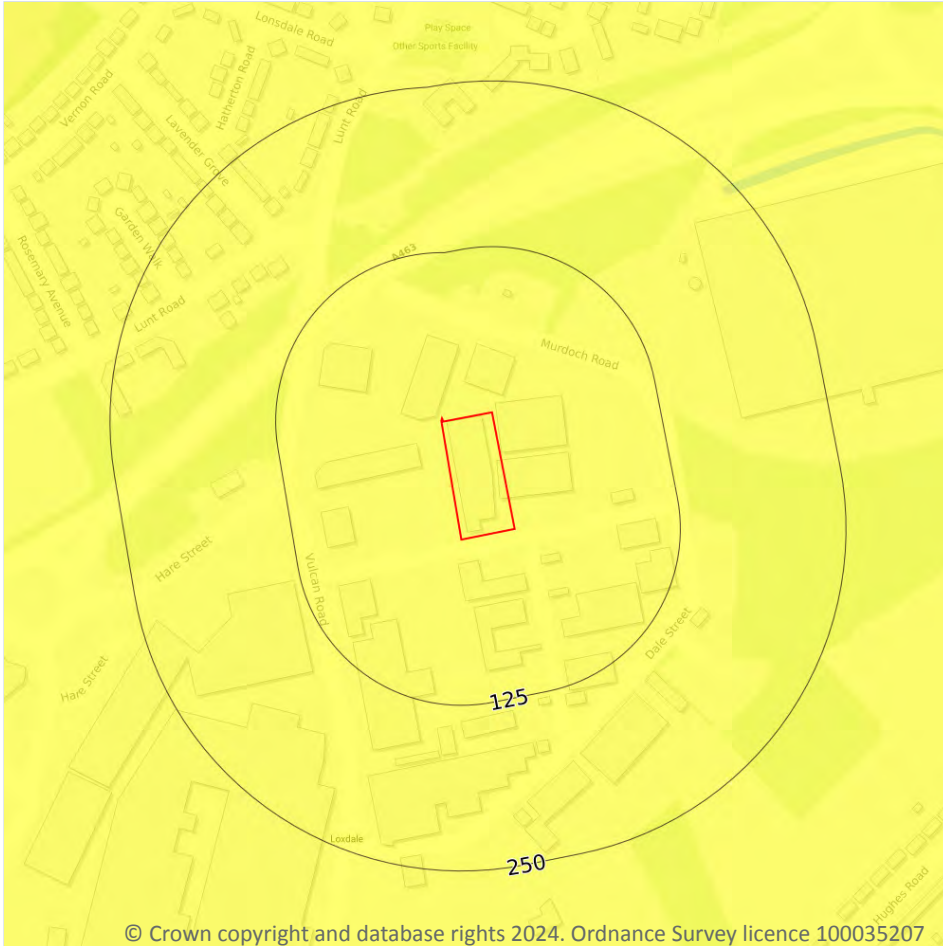 Lonsdale Road
Play Space
Other Sports Facility
Vernon Road
Hatherton Road
Lunt Road
Lavender Grove
Garden Walk
Rosemary Avenue
Lunt Road
A463
Murdoch Road
Hare Street
Vulcan Road
Hare Street
Dale Street
125
Loxdale
250
Hughes Road
© Crown copyright and database rights 2024. Ordnance Survey licence 100035207